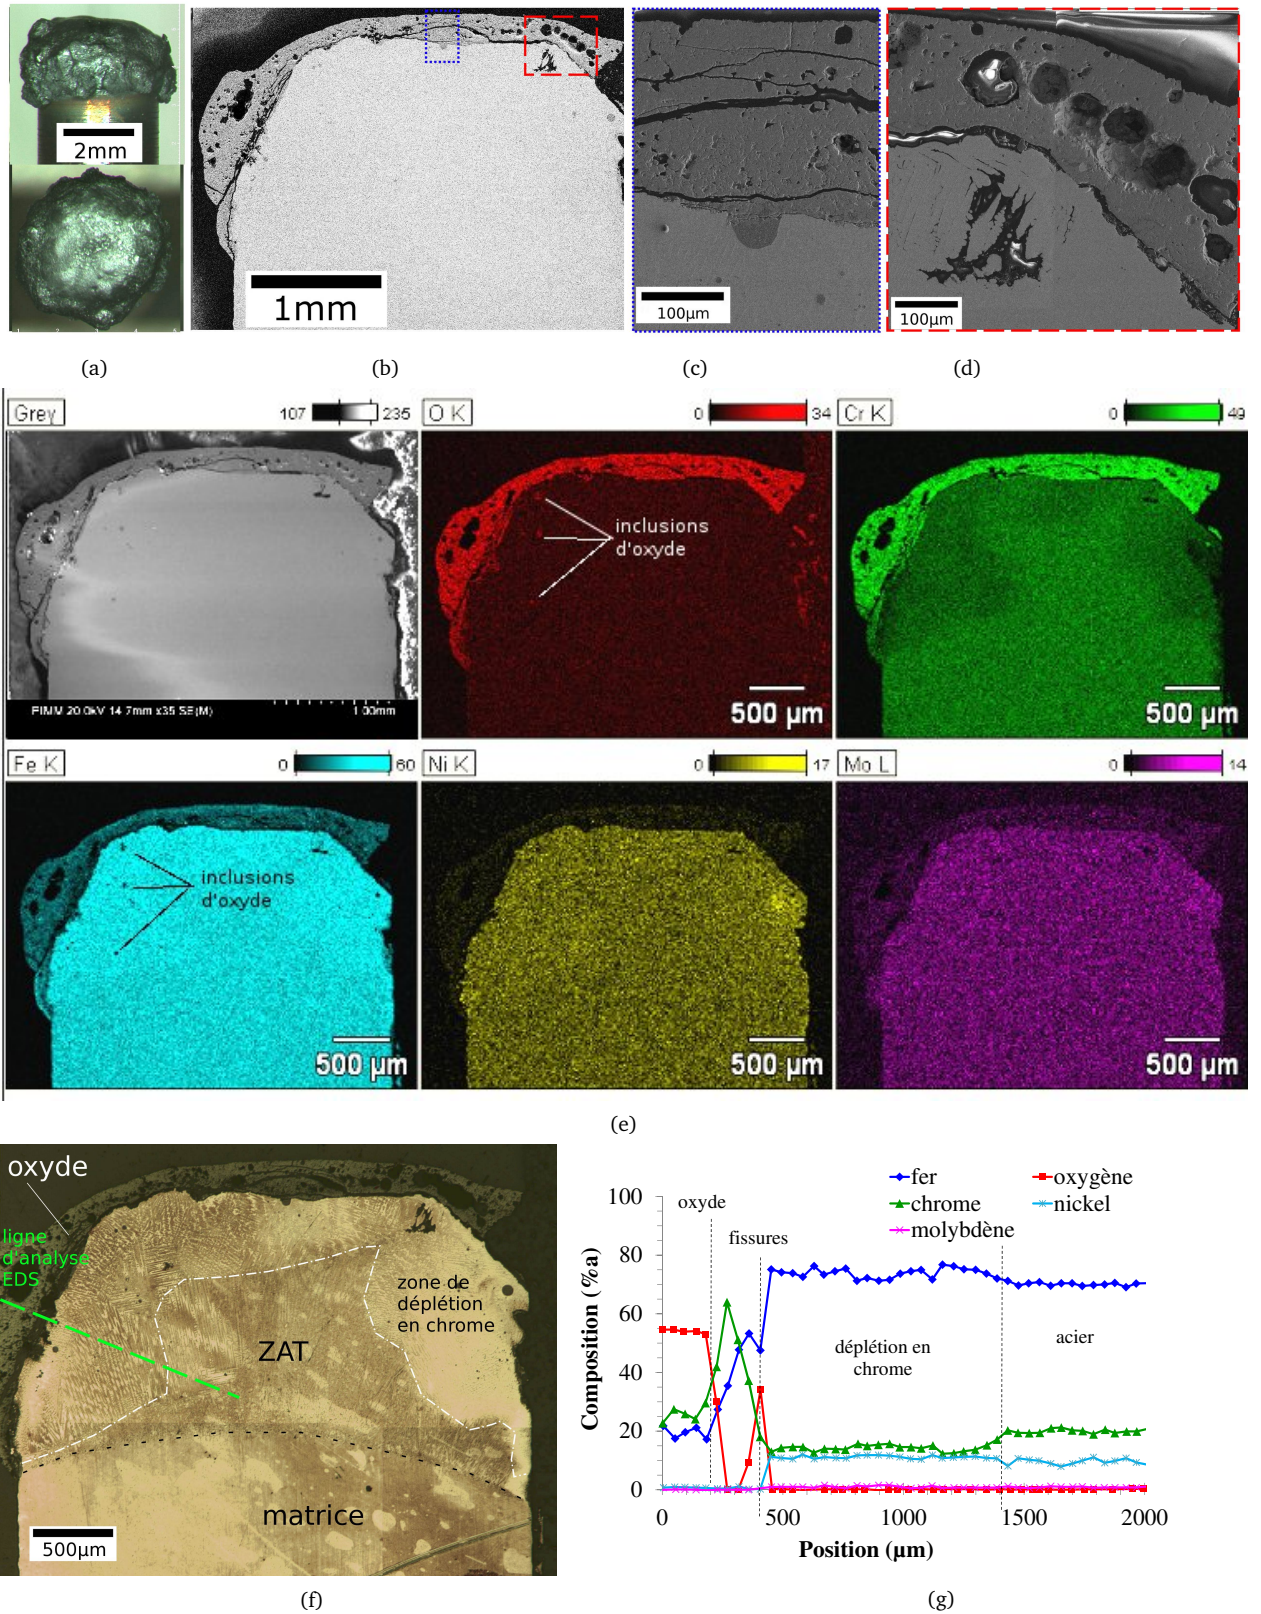 2mm
1mm
100µm
100µm
(a)
(b)
(c)
(d)
Grey
107
235
O K
0
34
Cr K
0
49
inclusions
d'oxyde
PIMM 20.0kV 14.7mm x35 SE(M)
1.00mm
500 µm
500 µm
Fe K
0
60
Ni K
0
17
Mo L
0
14
inclusions
d'oxyde
500 µm
500 µm
500 µm
(e)
oxyde
ligne
d'analyse
EDS
zone de
déplétion
en chrome
ZAT
matrice
500µm
(f)
fer
oxygène
chrome
nickel
molybdène
oxyde
fissures
déplétion en
chrome
acier
Composition (%a)
100
80
60
40
20
0
0
500
1000
1500
2000
Position (µm)
(g)